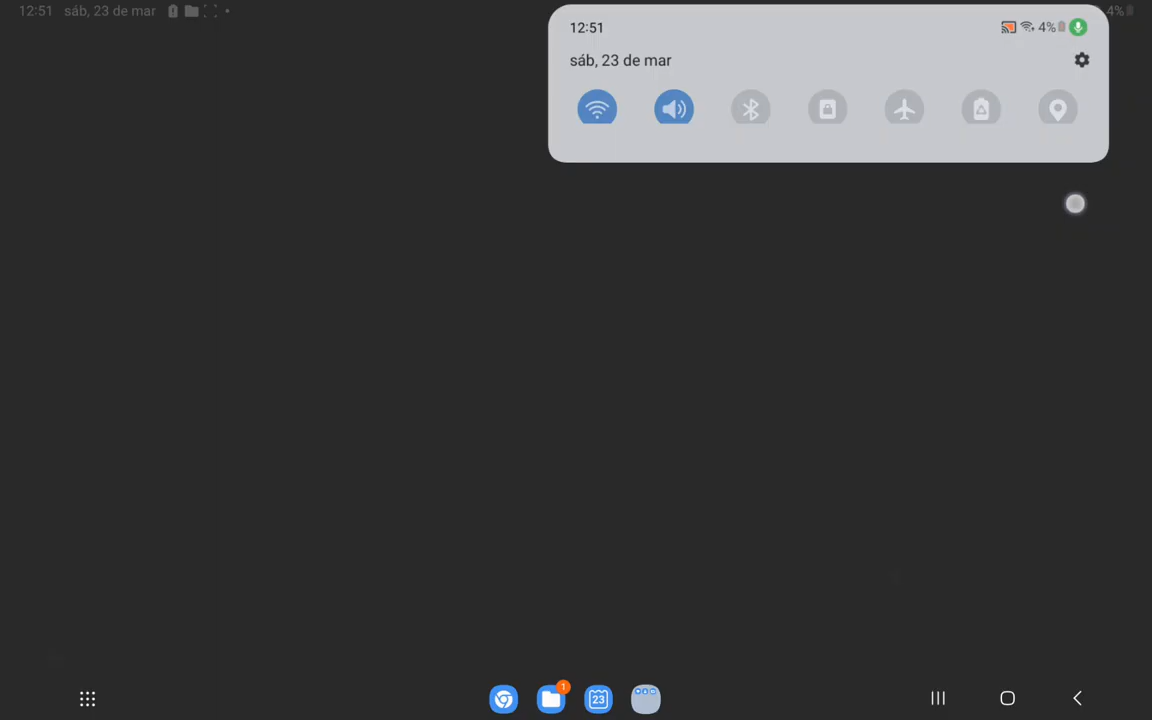 12:51 sáb, 23 de mar
4%
12:51
4%
sáb, 23 de mar
1
23